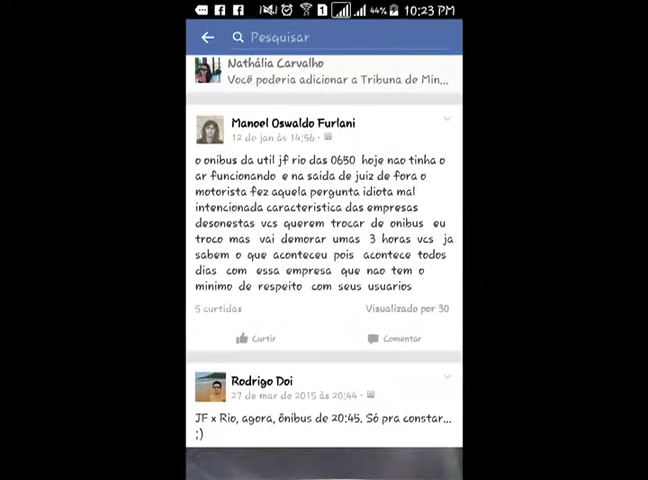 1
44%
10:23 PM
Pesquisar
Nathália Carvalho
Você poderia adicionar a Tribuna de Min...
Manoel Oswaldo Furlani
12 de jan às 14:56
o onibus da util jf rio das 0650 hoje nao tinha o
ar funcionando e na saida de juiz de fora o
motorista fez aquela pergunta idiota mal
intencionada caracteristica das empresas
desonestas vcs querem trocar de onibus eu
troco mas vai demorar umas 3 horas vcs ja
sabem o que aconteceu pois acontece todos
dias com essa empresa que nao tem o
minimo de respeito com seus usuarios
5 curtidas
Visualizado por 30
Curtir
Comentar
Rodrigo Doi
27 de mar de 2015 às 20:44
JF x Rio, agora, ônibus de 20:45. Só pra constar...
;)